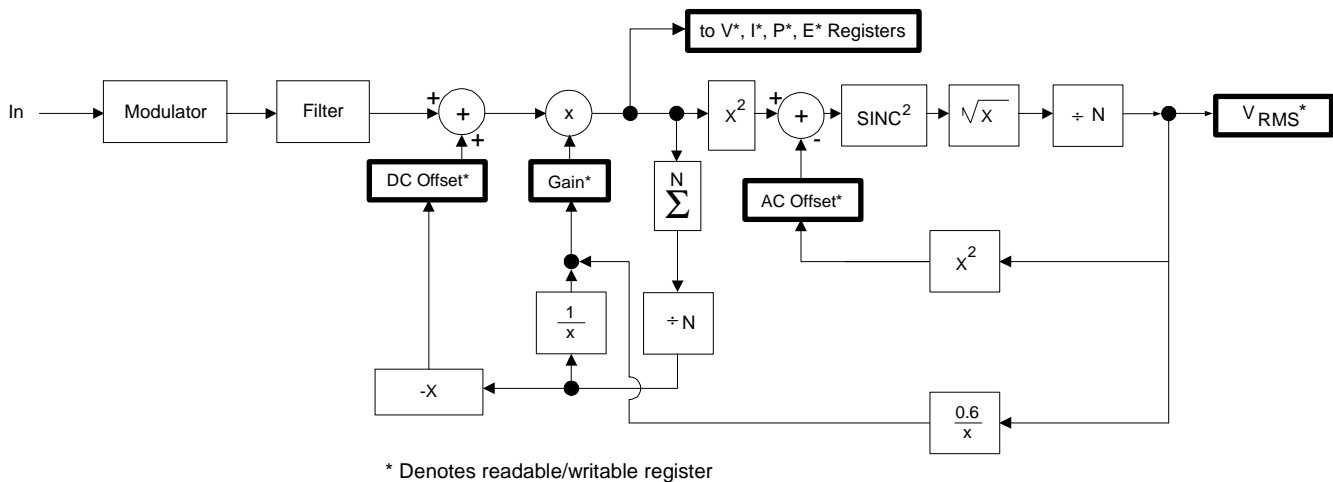 to V*, I*, P*, E* Registers
In
Modulator
Filter
+
+
+
x
X²
+
+
-
SINC²
√X
÷ N
V RMS*
DC Offset*
Gain*
N
Σ
AC Offset*
X²
1
x
÷ N
-X
0.6
x
* Denotes readable/writable register